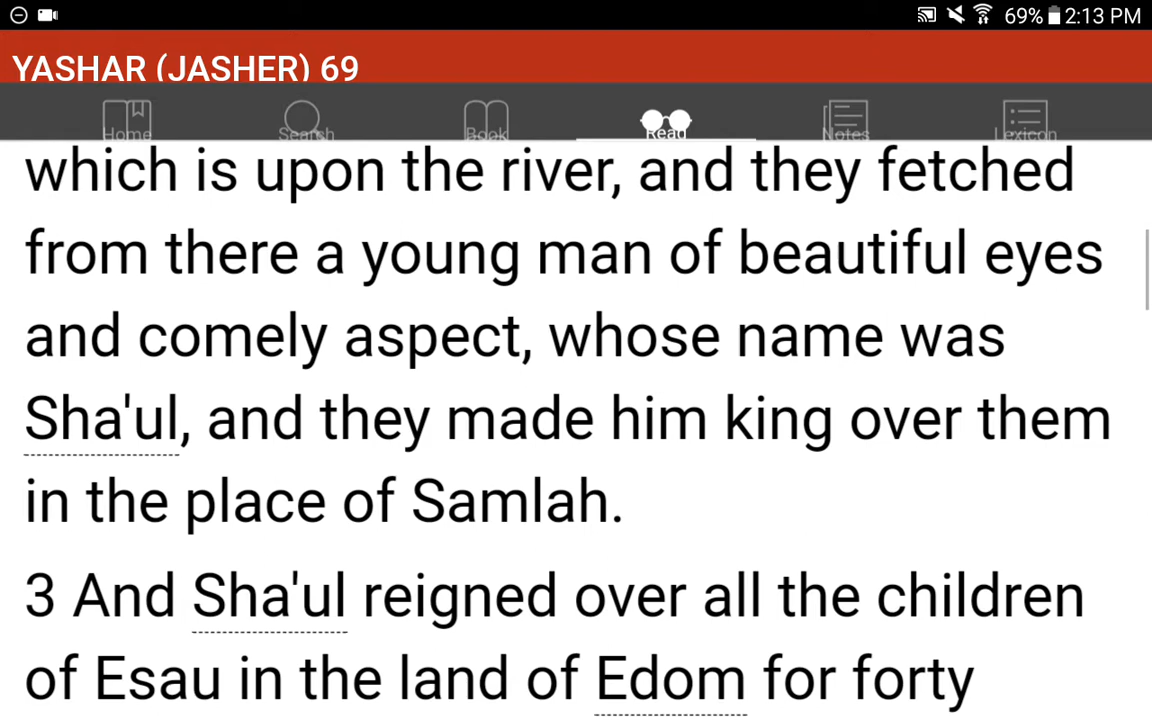 69% 2:13 PM
YASHAR (JASHER) 69
Home Search Book Read Notes Lexicon
which is upon the river, and they fetched
from there a young man of beautiful eyes
and comely aspect, whose name was
Sha'ul, and they made him king over them
in the place of Samlah.
3 And Sha'ul reigned over all the children
of Esau in the land of Edom for forty